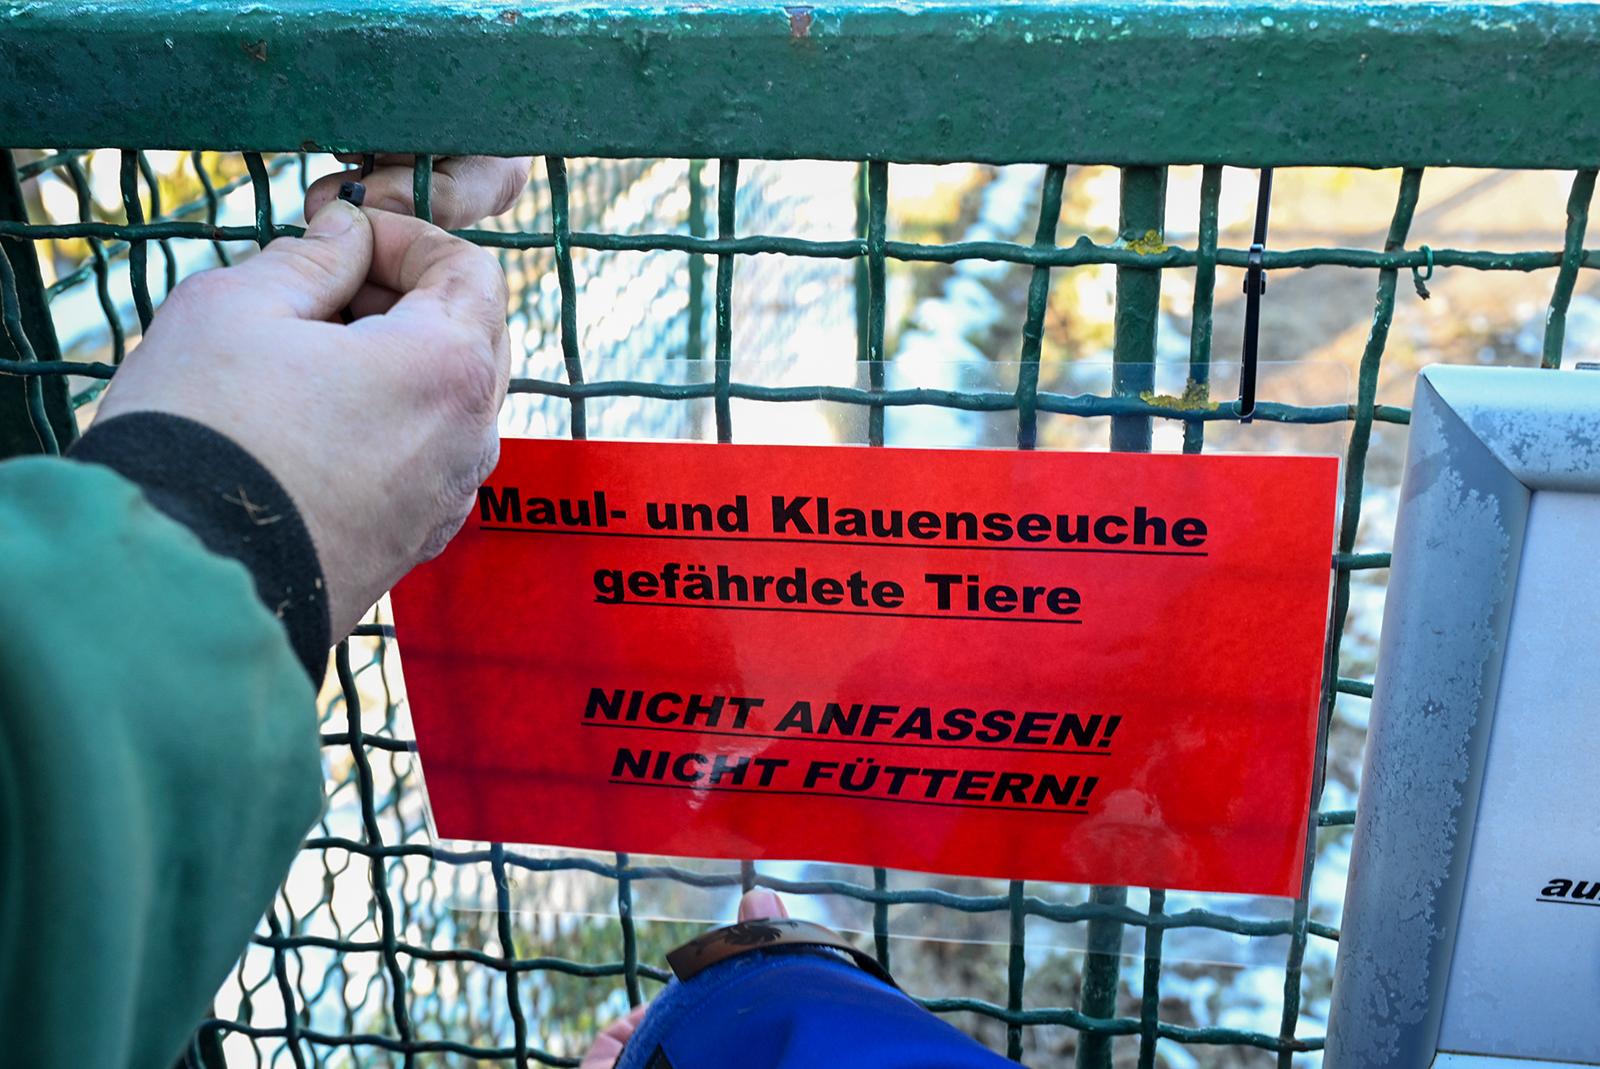 Maul- und Klauenseuche
gefährdete Tiere
NICHT ANFASSEN!
NICHT FÜTTERN!